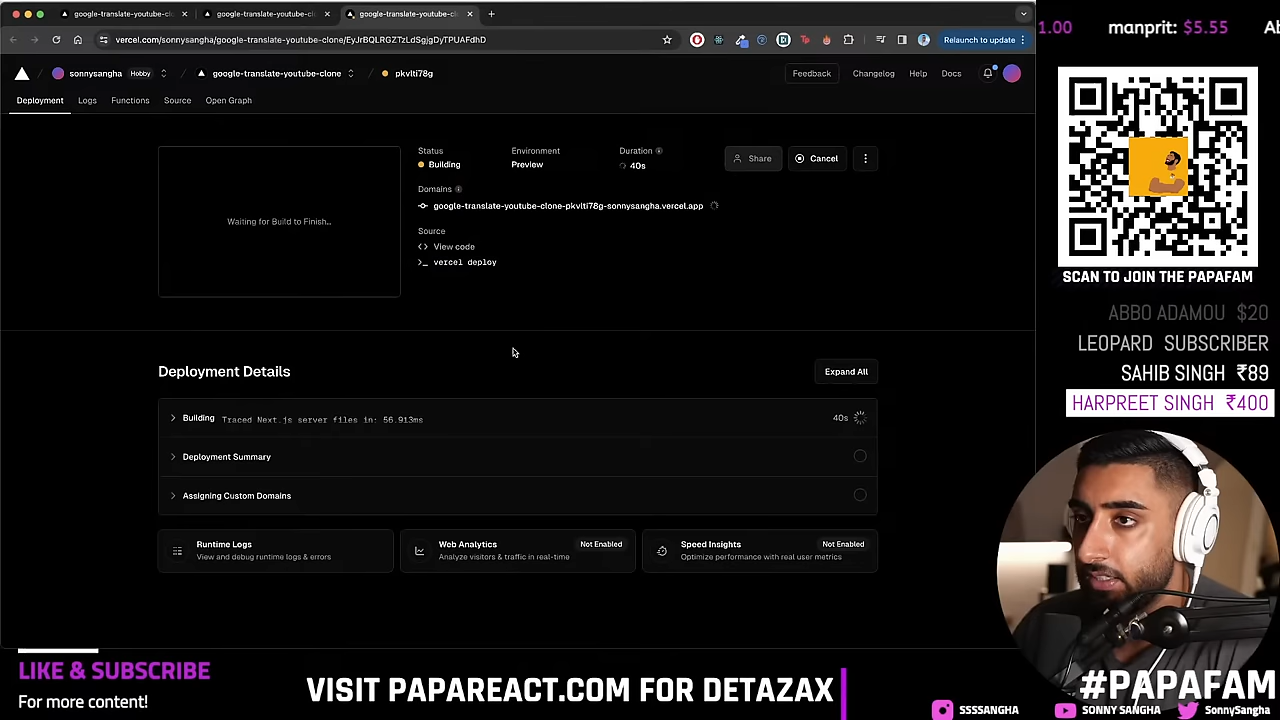 google-translate-youtube-cl
google-translate-youtube-clon
google-translate-youtube-clon
vercel.com/sonnysangha/google-translate-youtube-clone/EyJrBQLRGZTzLdSgjgDyTPUAFdhD
Relaunch to update
sonnysangha Hobby
google-translate-youtube-clone
pkvlti78g
Feedback
Changelog
Help
Docs
Deployment
Logs
Functions
Source
Open Graph
Waiting for Build to Finish...
Status
Building
Environment
Preview
Duration
40s
Share
Cancel
Domains
google-translate-youtube-clone-pkvlti78g-sonnysangha.vercel.app
Source
View code
vercel deploy
Deployment Details
Expand All
Building Traced Next.js server files in: 56.913ms
40s
Deployment Summary
Assigning Custom Domains
Runtime Logs
View and debug runtime logs & errors
Web Analytics
Not Enabled
Analyze visitors & traffic in real-time
Speed Insights
Not Enabled
Optimize performance with real user metrics
1.00 manprit: $5.55 Ab
SCAN TO JOIN THE PAPAFAM
ABBO ADAMOU $20
LEOPARD SUBSCRIBER
SAHIB SINGH ₹89
HARPREET SINGH ₹400
LIKE & SUBSCRIBE
For more content!
VISIT PAPAREACT.COM FOR DETAZAX
#PAPAFAM
SSSSANGHA
SONNY SANGHA
SonnySangha